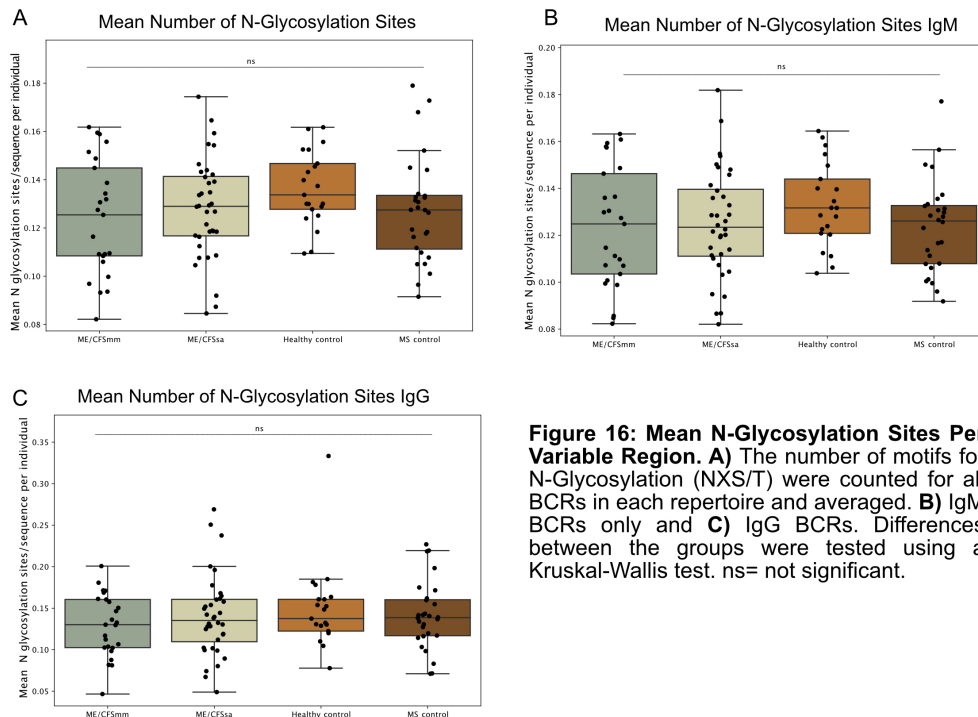 A
Mean Number of N-Glycosylation Sites
Mean N glycosylation sites/sequence per individual
0.18
0.16
0.14
0.12
0.10
0.08
ns
ME/CFSmm
ME/CFSsa
Healthy control
MS control
B
Mean Number of N-Glycosylation Sites IgM
Mean N glycosylation sites/sequence per individual
0.20
0.18
0.16
0.14
0.12
0.10
0.08
ns
ME/CFSmm
ME/CFSsa
Healthy control
MS control
C
Mean Number of N-Glycosylation Sites IgG
Mean N glycosylation sites/sequence per individual
0.35
0.30
0.25
0.20
0.15
0.10
0.05
ns
ME/CFSmm
ME/CFSsa
Healthy control
MS control
Figure 16: Mean N-Glycosylation Sites Per
Variable Region. A) The number of motifs fo
N-Glycosylation (NXS/T) were counted for al
BCRs in each repertoire and averaged. B) IgM
BCRs only and C) IgG BCRs. Differences
between the groups were tested using a
Kruskal-Wallis test. ns= not significant.